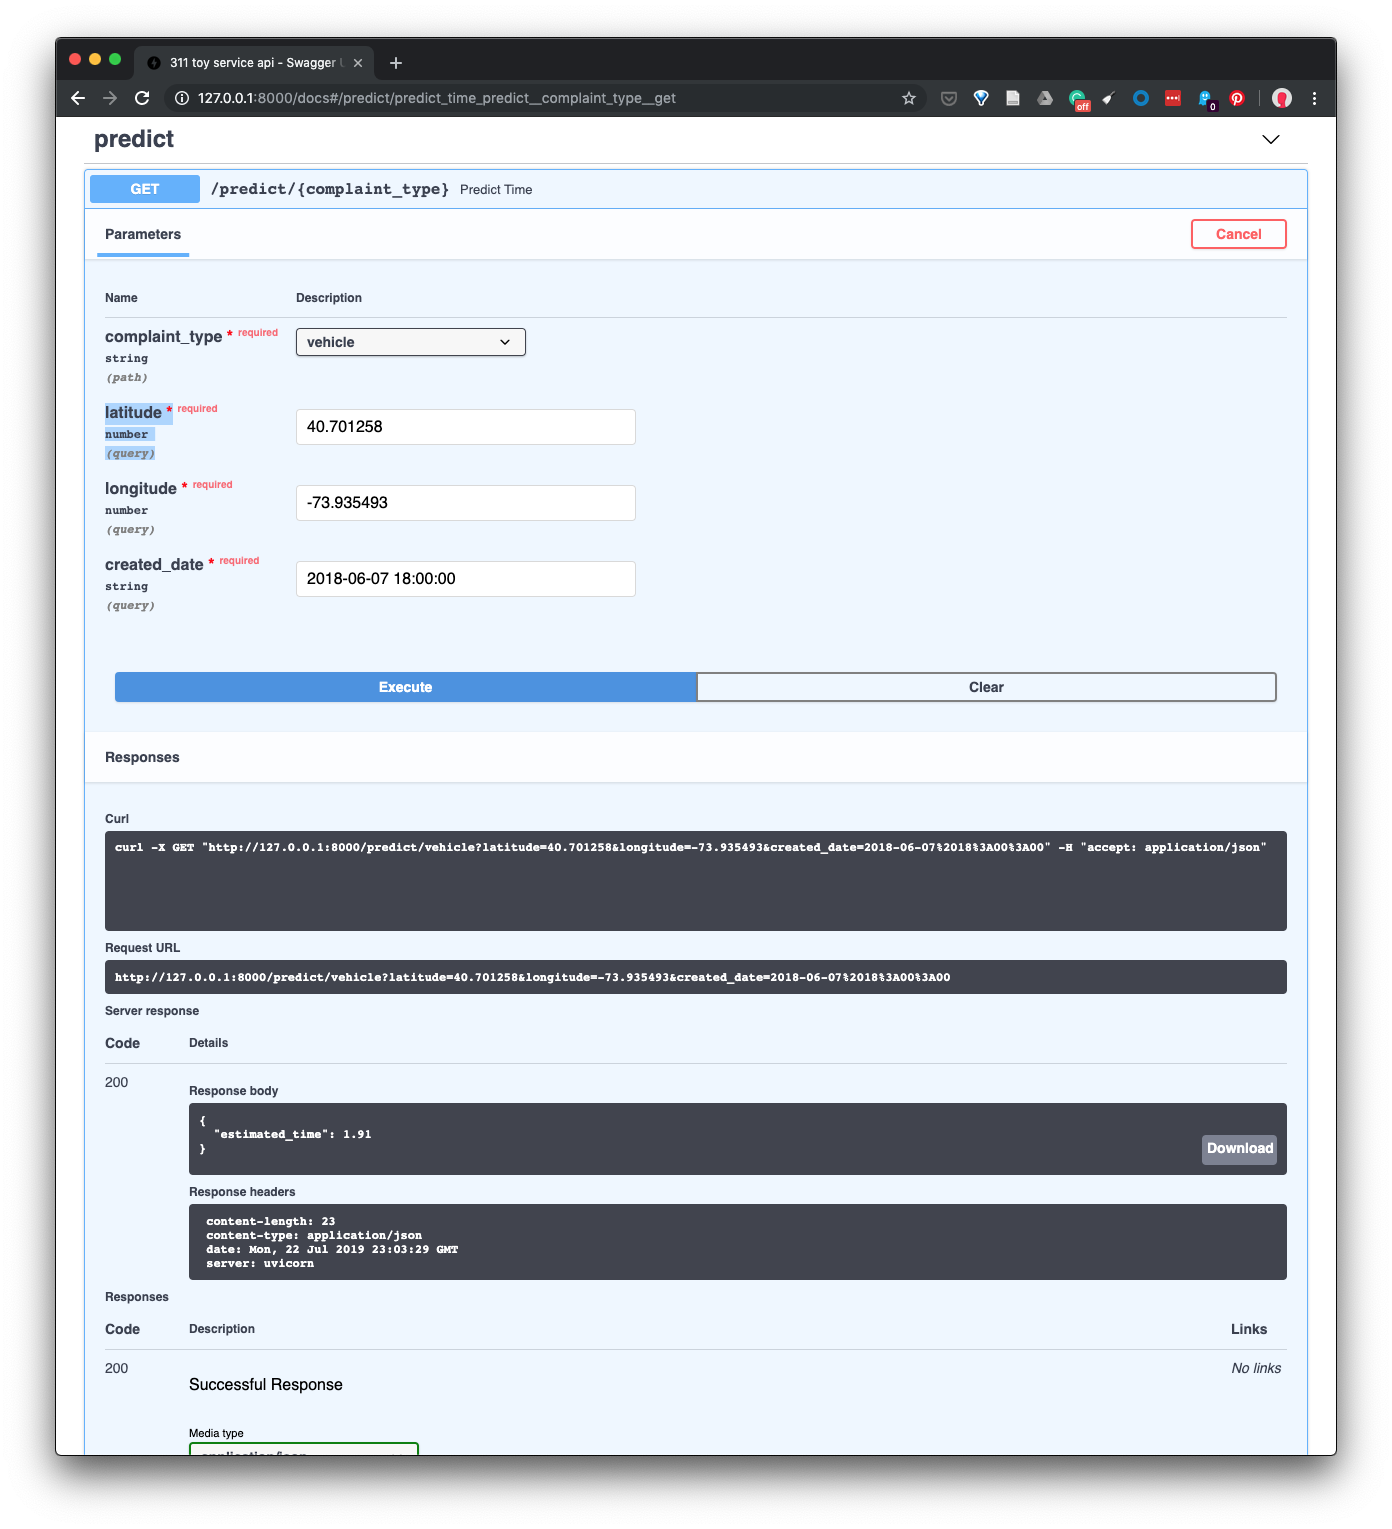 311 toy service api - Swagger U
127.0.0.1:8000/docs#/predict/predict_time_predict__complaint_type__get
off
0
predict
GET /predict/{complaint_type} Predict Time
Parameters
Cancel
Name Description
complaint_type * required
string
(path)
vehicle
latitude * required
number
(query)
40.701258
longitude * required
number
(query)
-73.935493
created_date * required
string
(query)
2018-06-07 18:00:00
Execute Clear
Responses
Curl
curl -X GET "http://127.0.0.1:8000/predict/vehicle?latitude=40.701258&longitude=-73.935493&created_date=2018-06-07%2018%3A00%3A00" -H "accept: application/json"
Request URL
http://127.0.0.1:8000/predict/vehicle?latitude=40.701258&longitude=-73.935493&created_date=2018-06-07%2018%3A00%3A00
Server response
Code Details
200
Response body
{
"estimated_time": 1.91
}
Download
Response headers
content-length: 23
content-type: application/json
date: Mon, 22 Jul 2019 23:03:29 GMT
server: uvicorn
Responses
Code Description Links
200
No links
Successful Response
Media type
application/json